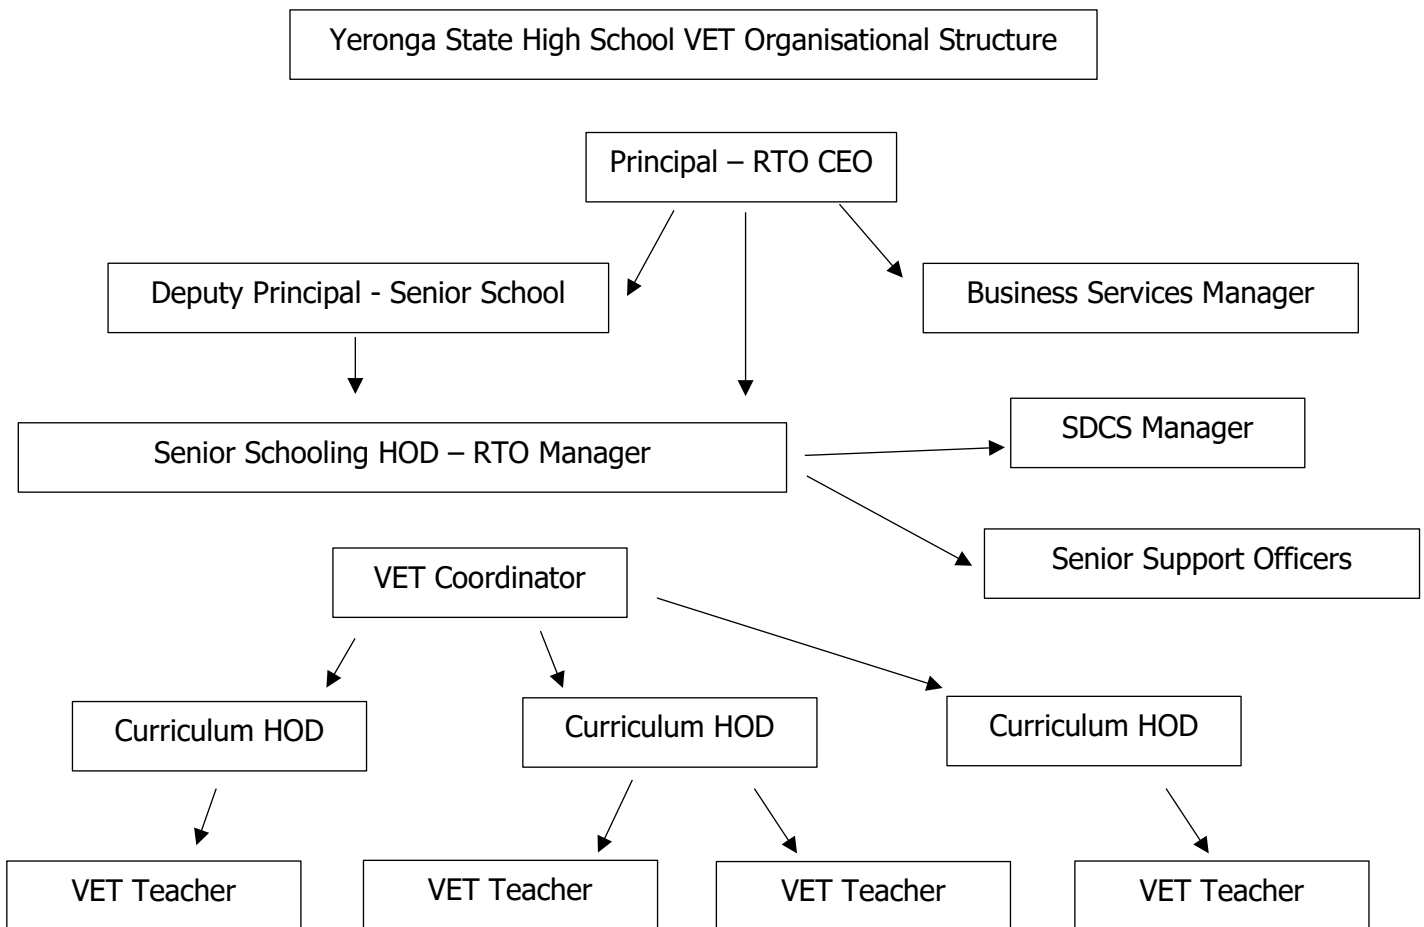 Yeronga State High School VET Organisational Structure
Principal – RTO CEO
Deputy Principal - Senior School
Business Services Manager
SDCS Manager
Senior Schooling HOD – RTO Manager
Senior Support Officers
VET Coordinator
Curriculum HOD
Curriculum HOD
Curriculum HOD
VET Teacher
VET Teacher
VET Teacher
VET Teacher